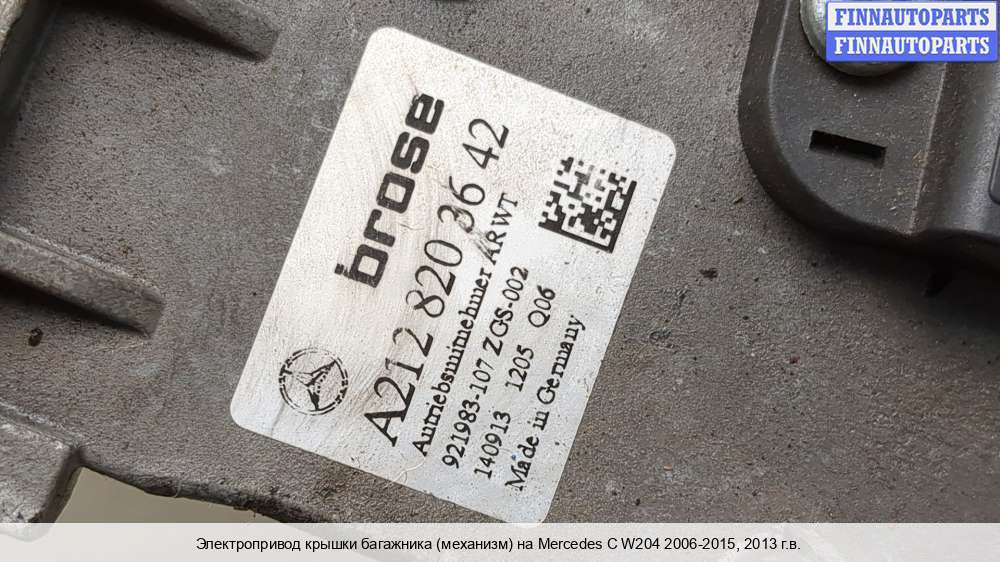 FINNAUTOPARTS
FINNAUTOPARTS
brose
A212 820 36 42
Autriebsmitnehmer ARWT
921983-107 ZGS-002
140913 1205 Q06
Made in Germany
Электропривод крышки багажника (механизм) на Mercedes C W204 2006-2015, 2013 г.в.